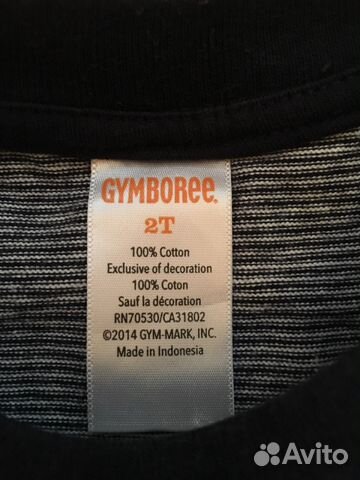 GYMBOREE.
2T
100% Cotton
Exclusive of decoration
100% Coton
Sauf la décoration
RN70530/CA31802
©2014 GYM-MARK, INC.
Made in Indonesia
Avito